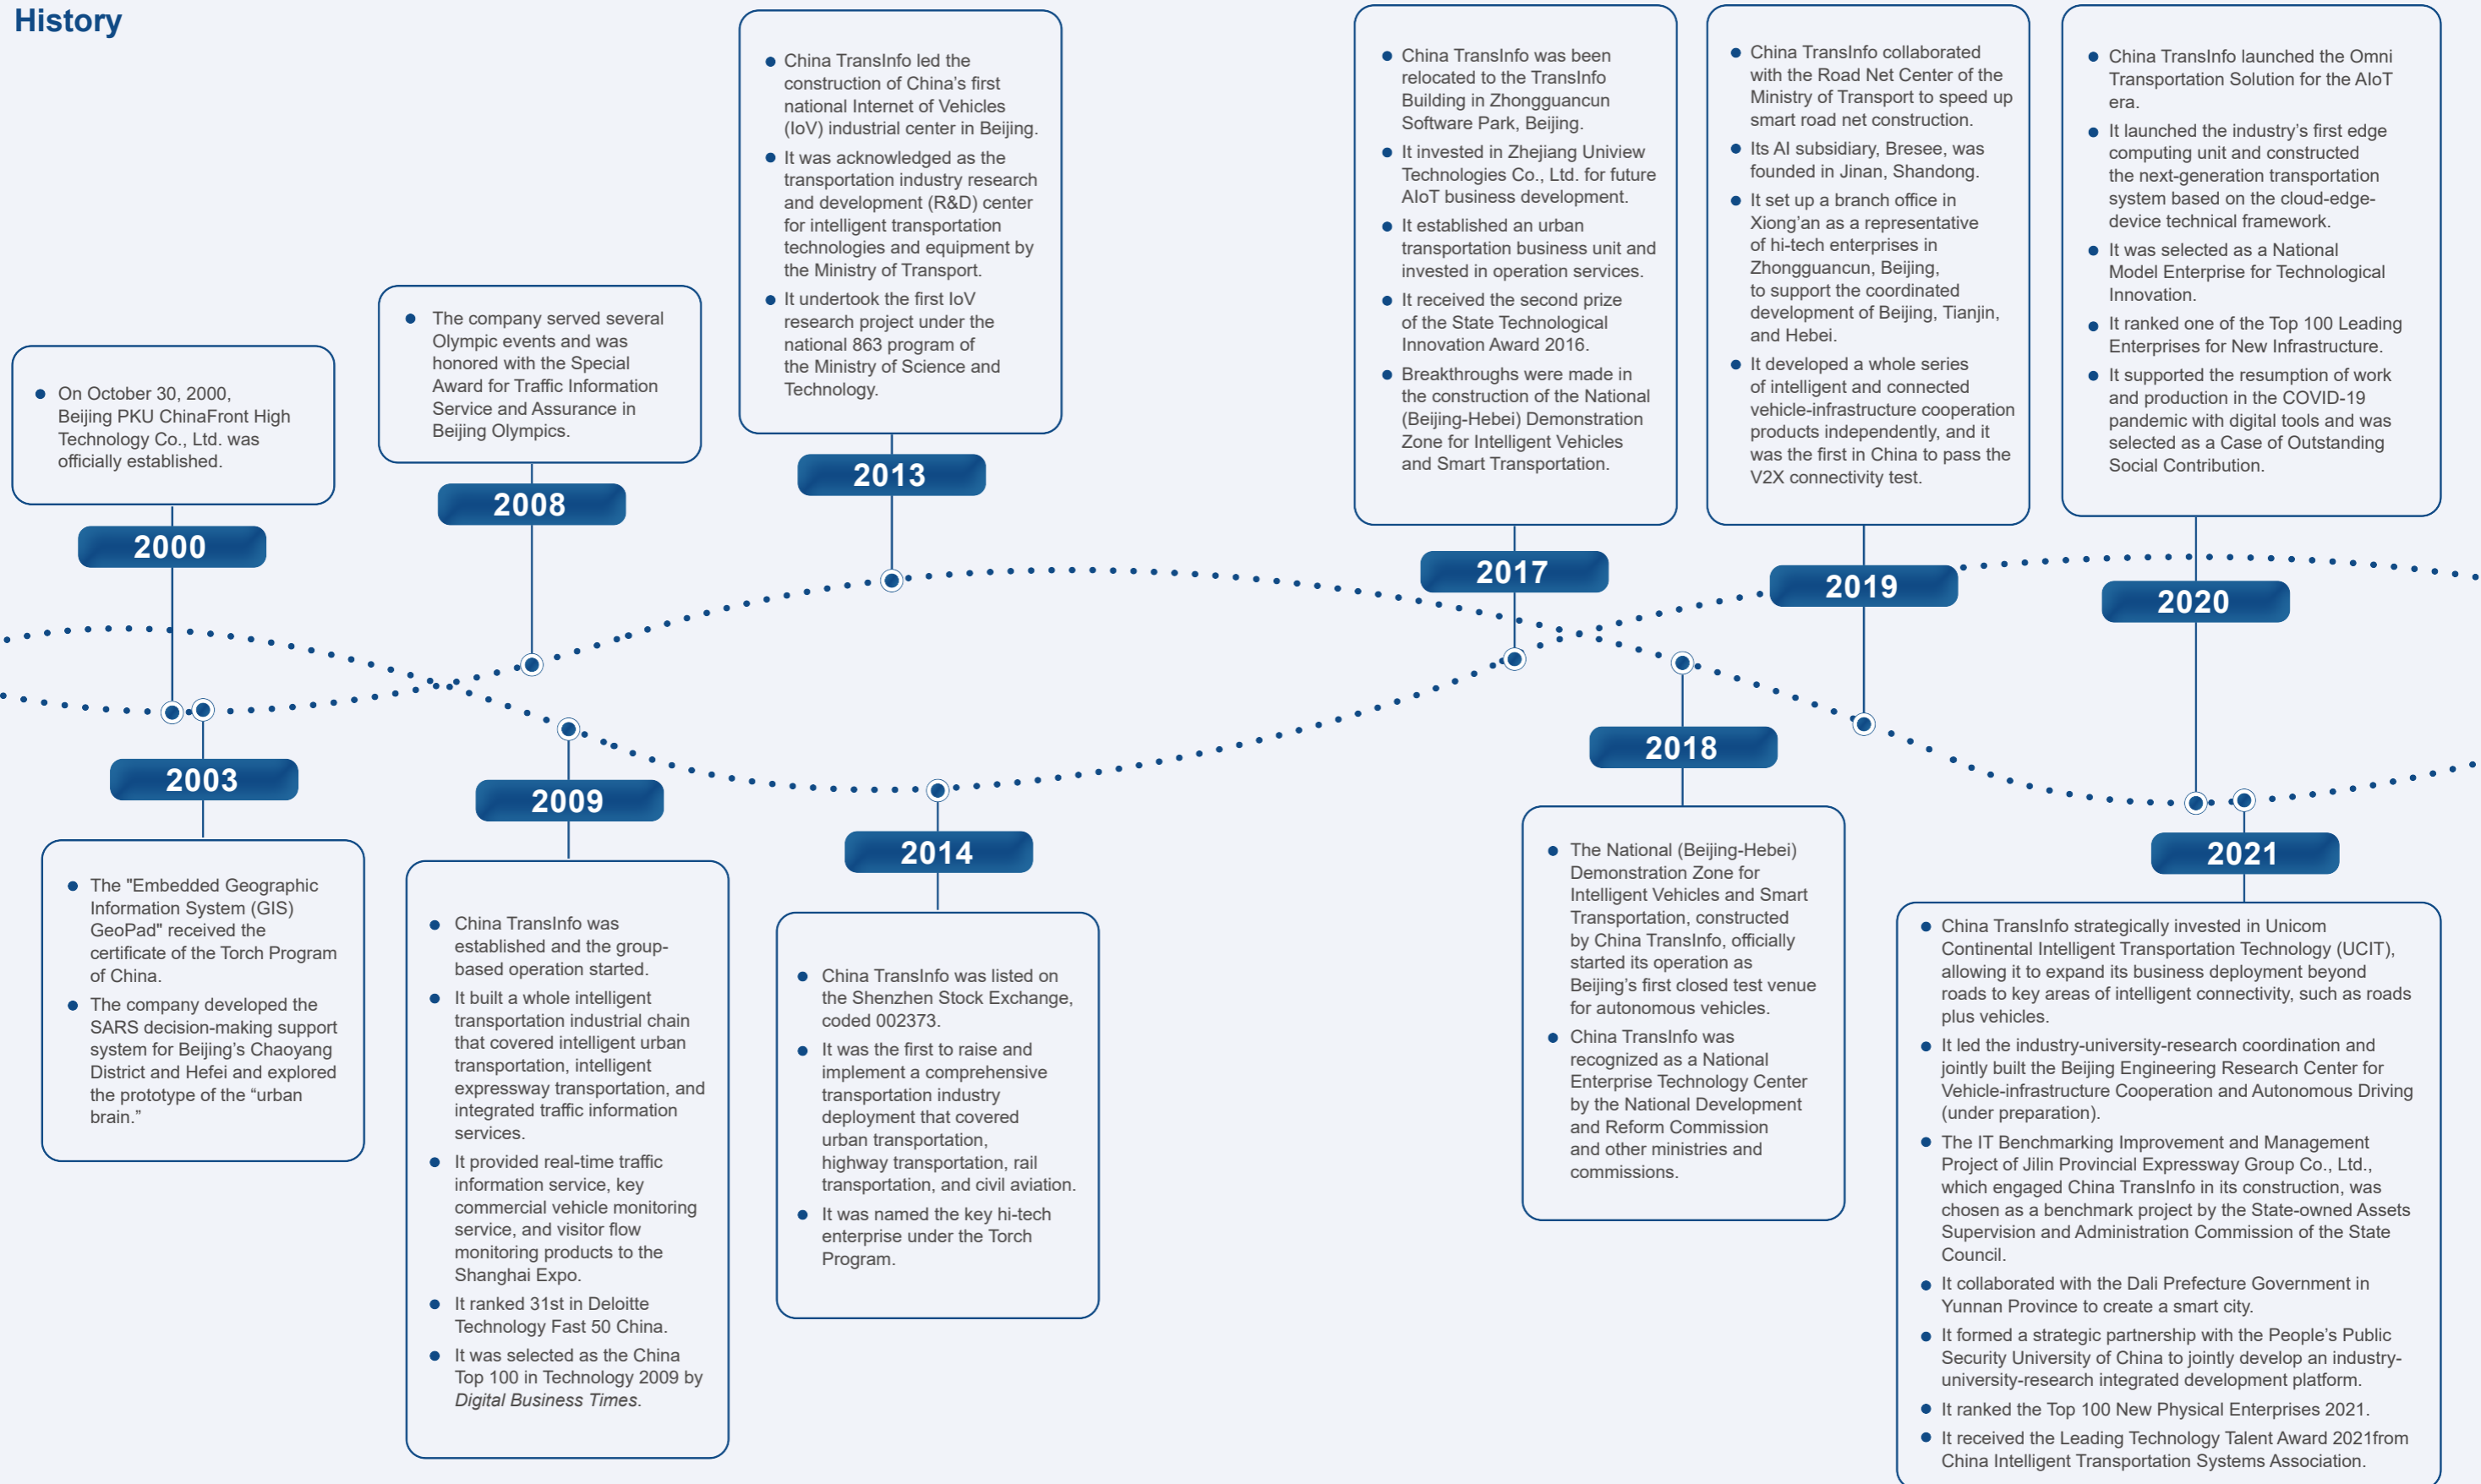 History
On October 30, 2000,
Beijing PKU ChinaFront High
Technology Co., Ltd. was
officially established.
2000
2003
The "Embedded Geographic
Information System (GIS)
GeoPad" received the
certificate of the Torch Program
of China.
The company developed the
SARS decision-making support
system for Beijing’s Chaoyang
District and Hefei and explored
the prototype of the “urban
brain.”
The company served several
Olympic events and was
honored with the Special
Award for Traffic Information
Service and Assurance in
Beijing Olympics.
2008
2009
China TransInfo was
established and the group-
based operation started.
It built a whole intelligent
transportation industrial chain
that covered intelligent urban
transportation, intelligent
expressway transportation, and
integrated traffic information
services.
It provided real-time traffic
information service, key
commercial vehicle monitoring
service, and visitor flow
monitoring products to the
Shanghai Expo.
It ranked 31st in Deloitte
Technology Fast 50 China.
It was selected as the China
Top 100 in Technology 2009 by
Digital Business Times.
China TransInfo led the
construction of China’s first
national Internet of Vehicles
(IoV) industrial center in Beijing.
It was acknowledged as the
transportation industry research
and development (R&D) center
for intelligent transportation
technologies and equipment by
the Ministry of Transport.
It undertook the first IoV
research project under the
national 863 program of
the Ministry of Science and
Technology.
2013
2014
China TransInfo was listed on
the Shenzhen Stock Exchange,
coded 002373.
It was the first to raise and
implement a comprehensive
transportation industry
deployment that covered
urban transportation,
highway transportation, rail
transportation, and civil aviation.
It was named the key hi-tech
enterprise under the Torch
Program.
China TransInfo was been
relocated to the TransInfo
Building in Zhongguancun
Software Park, Beijing.
It invested in Zhejiang Uniview
Technologies Co., Ltd. for future
AIoT business development.
It established an urban
transportation business unit and
invested in operation services.
It received the second prize
of the State Technological
Innovation Award 2016.
Breakthroughs were made in
the construction of the National
(Beijing-Hebei) Demonstration
Zone for Intelligent Vehicles
and Smart Transportation.
2017
2018
The National (Beijing-Hebei)
Demonstration Zone for
Intelligent Vehicles and Smart
Transportation, constructed
by China TransInfo, officially
started its operation as
Beijing’s first closed test venue
for autonomous vehicles.
China TransInfo was
recognized as a National
Enterprise Technology Center
by the National Development
and Reform Commission
and other ministries and
commissions.
China TransInfo collaborated
with the Road Net Center of the
Ministry of Transport to speed up
smart road net construction.
Its AI subsidiary, Bresee, was
founded in Jinan, Shandong.
It set up a branch office in
Xiong’an as a representative
of hi-tech enterprises in
Zhongguancun, Beijing,
to support the coordinated
development of Beijing, Tianjin,
and Hebei.
It developed a whole series
of intelligent and connected
vehicle-infrastructure cooperation
products independently, and it
was the first in China to pass the
V2X connectivity test.
2019
China TransInfo launched the Omni
Transportation Solution for the AIoT
era.
It launched the industry’s first edge
computing unit and constructed
the next-generation transportation
system based on the cloud-edge-
device technical framework.
It was selected as a National
Model Enterprise for Technological
Innovation.
It ranked one of the Top 100 Leading
Enterprises for New Infrastructure.
It supported the resumption of work
and production in the COVID-19
pandemic with digital tools and was
selected as a Case of Outstanding
Social Contribution.
2020
2021
China TransInfo strategically invested in Unicom
Continental Intelligent Transportation Technology (UCIT),
allowing it to expand its business deployment beyond
roads to key areas of intelligent connectivity, such as roads
plus vehicles.
It led the industry-university-research coordination and
jointly built the Beijing Engineering Research Center for
Vehicle-infrastructure Cooperation and Autonomous Driving
(under preparation).
The IT Benchmarking Improvement and Management
Project of Jilin Provincial Expressway Group Co., Ltd.,
which engaged China TransInfo in its construction, was
chosen as a benchmark project by the State-owned Assets
Supervision and Administration Commission of the State
Council.
It collaborated with the Dali Prefecture Government in
Yunnan Province to create a smart city.
It formed a strategic partnership with the People’s Public
Security University of China to jointly develop an industry-
university-research integrated development platform.
It ranked the Top 100 New Physical Enterprises 2021.
It received the Leading Technology Talent Award 2021from
China Intelligent Transportation Systems Association.